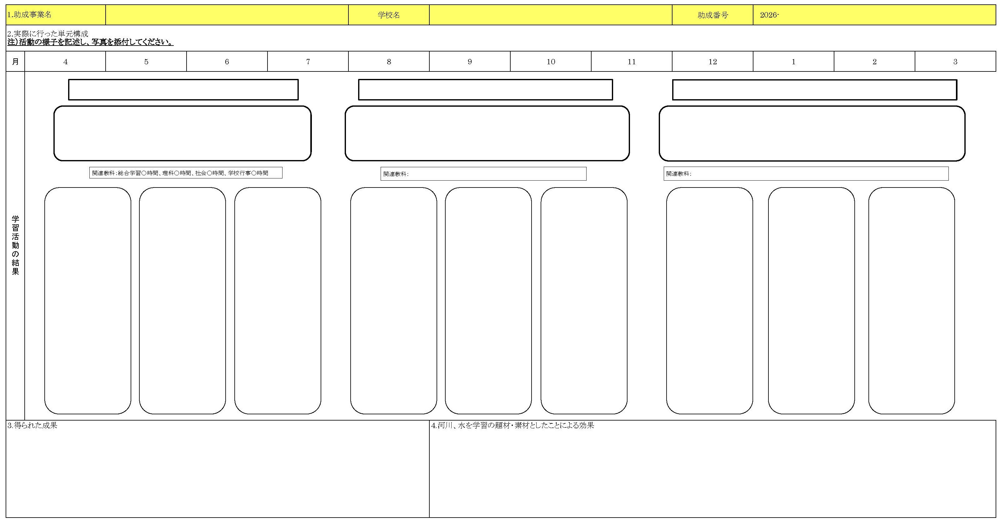 1.助成事業名 学校名 助成番号 2026-
2.実際に行った単元構成
注）活動の様子を記述し、写真を添付してください。
月 4 5 6 7 8 9 10 11 12 1 2 3
関連教科：総合学習〇時間、理科〇時間、社会〇時間、学校行事〇時間
関連教科：
関連教科：
学習活動の結果
3.得られた成果
4.河川、水を学習の題材・素材としたことによる効果